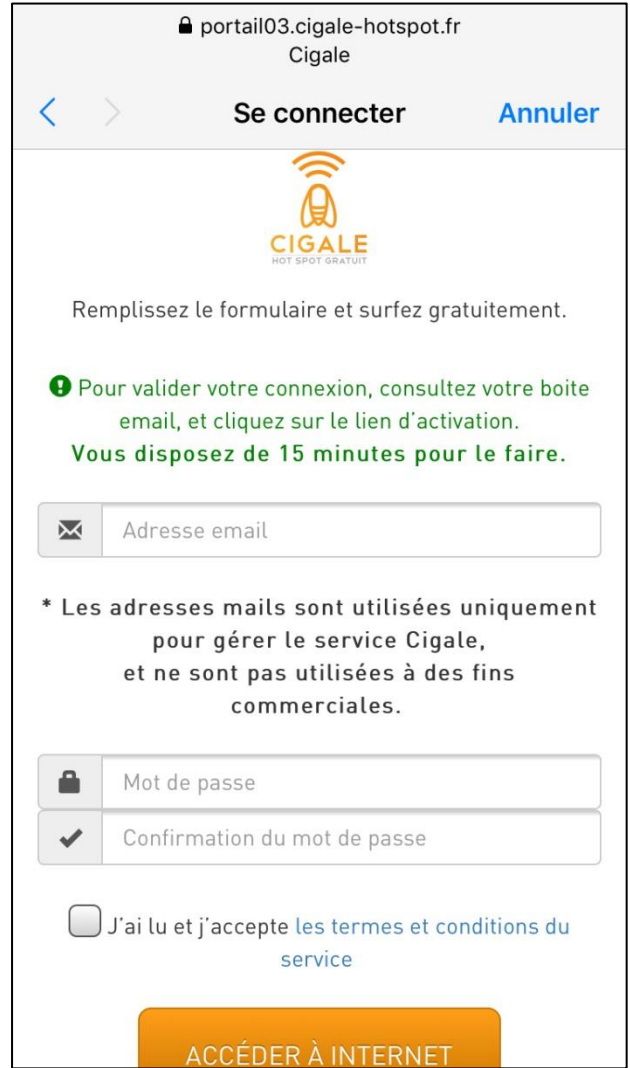 portail03.cigale-hotspot.fr
Cigale
Se connecter
Annuler
CIGALE
HOT SPOT GRATUIT
Remplissez le formulaire et surfez gratuitement.
Pour valider votre connexion, consultez votre boite
email, et cliquez sur le lien d'activation.
Vous disposez de 15 minutes pour le faire.
Adresse email
* Les adresses mails sont utilisées uniquement
pour gérer le service Cigale,
et ne sont pas utilisées à des fins
commerciales.
Mot de passe
Confirmation du mot de passe
J'ai lu et j'accepte les termes et conditions du
service
ACCÉDER À INTERNET